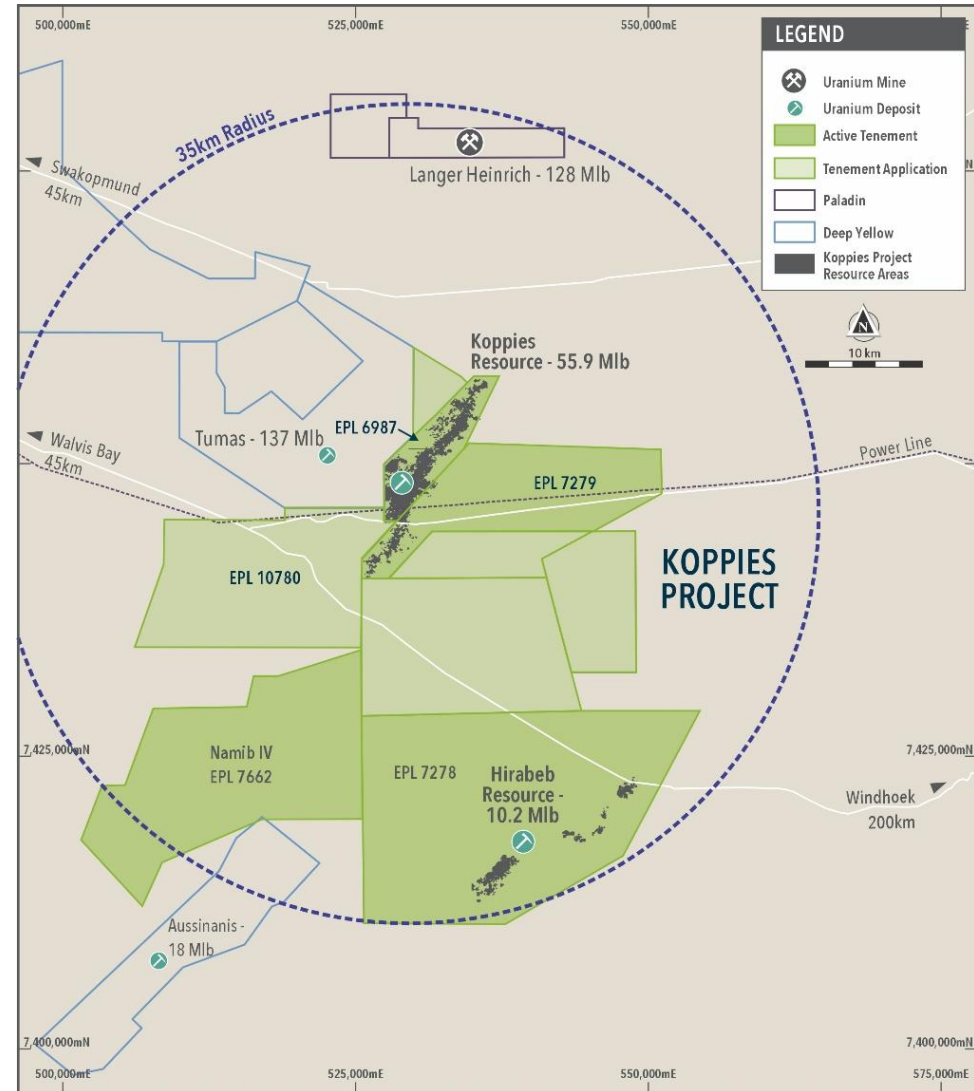 500,000mE
525,000mE
550,000mE
E
LEGEND
Uranium Mine
Uranium Deposit
Active Tenement
Tenement Application
Paladin
Deep Yellow
Koppies Project
Resource Areas
N
N
10 km
35km Radius
Swakopmund
45km
Langer Heinrich - 128 Mlb
Koppies
Resource - 55.9 Mlb
EPL 6987
Tumas - 137 Mlb
Walvis Bay
45km
Power Line
EPL 7279
EPL 10780
KOPPIES
PROJECT
7,425,000mN
7,425,000mN
Namib IV
EPL 7662
EPL 7278
Hirabeb
Resource -
10.2 Mlb
Windhoek
200km
Aussinanis -
18 Mlb
7,400,000mN
7,400,000mN
500,000mE
525,000mE
550,000mE
575,000mE